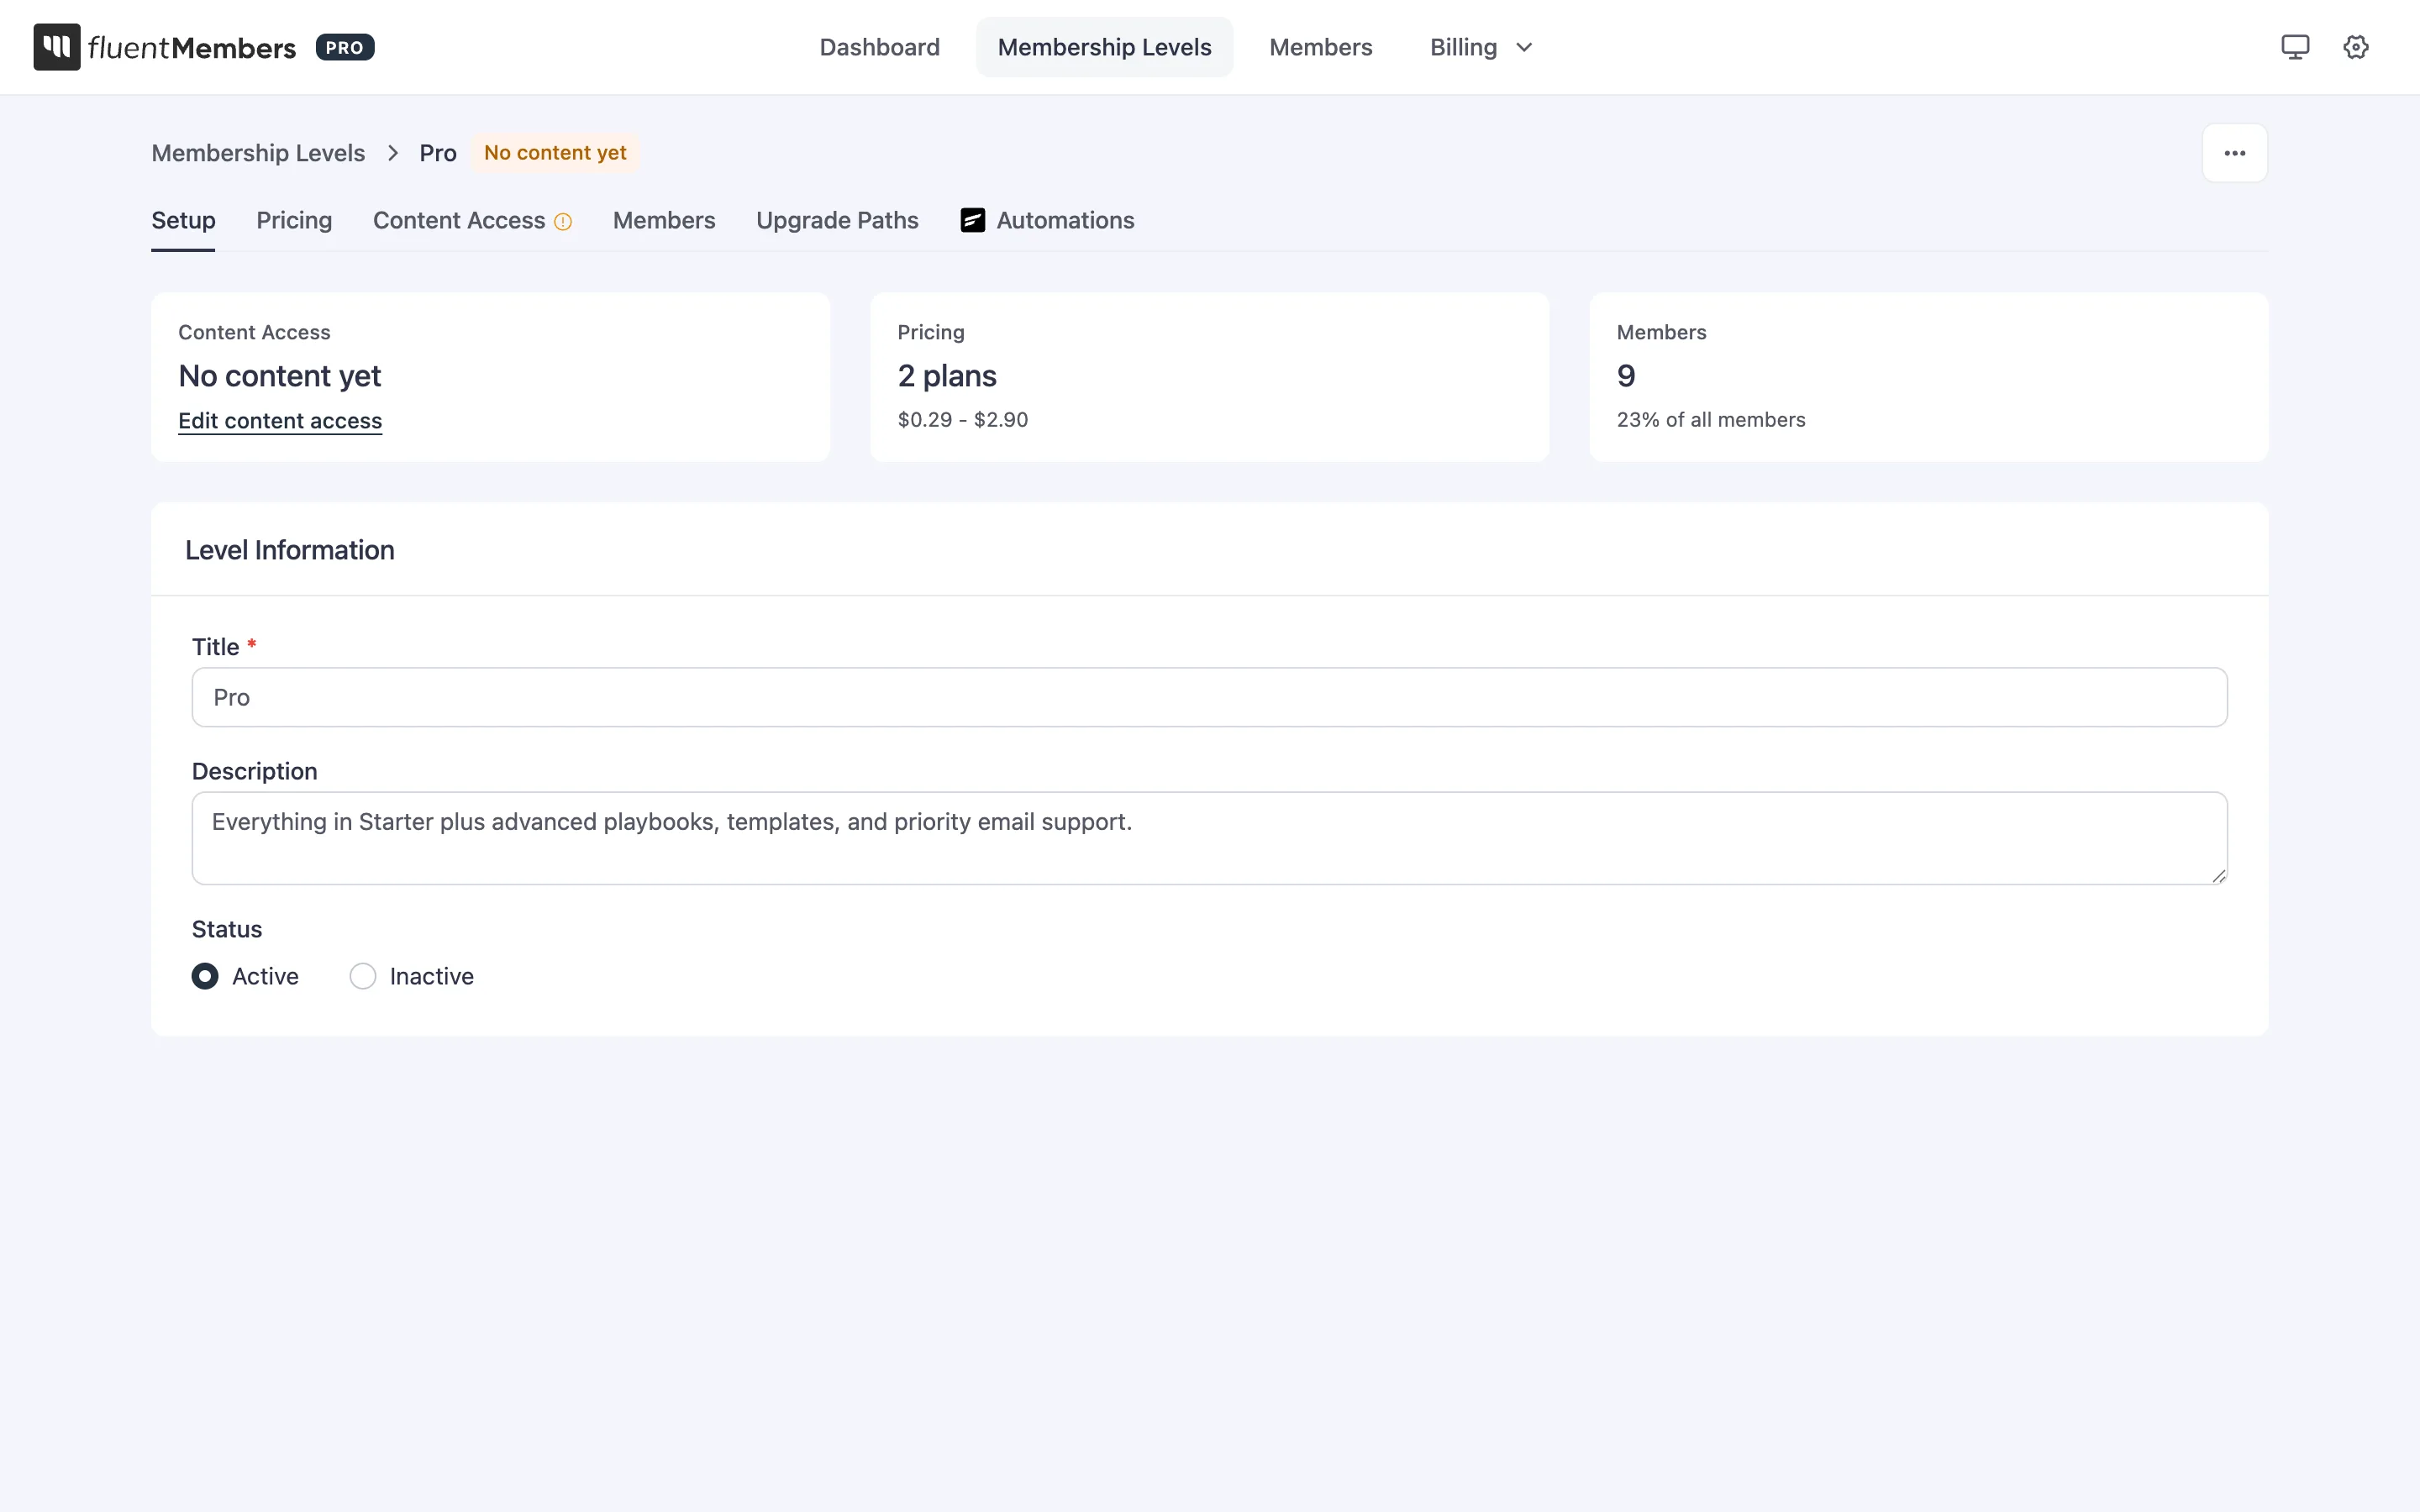 fluentMembers PRO
Dashboard
Membership Levels
Members
Billing
Membership Levels > Pro No content yet
Setup
Pricing
Content Access
Members
Upgrade Paths
Automations
Content Access
No content yet
Edit content access
Pricing
2 plans
$0.29 - $2.90
Members
9
23% of all members
Level Information
Title *
Pro
Description
Everything in Starter plus advanced playbooks, templates, and priority email support.
Status
Active
Inactive